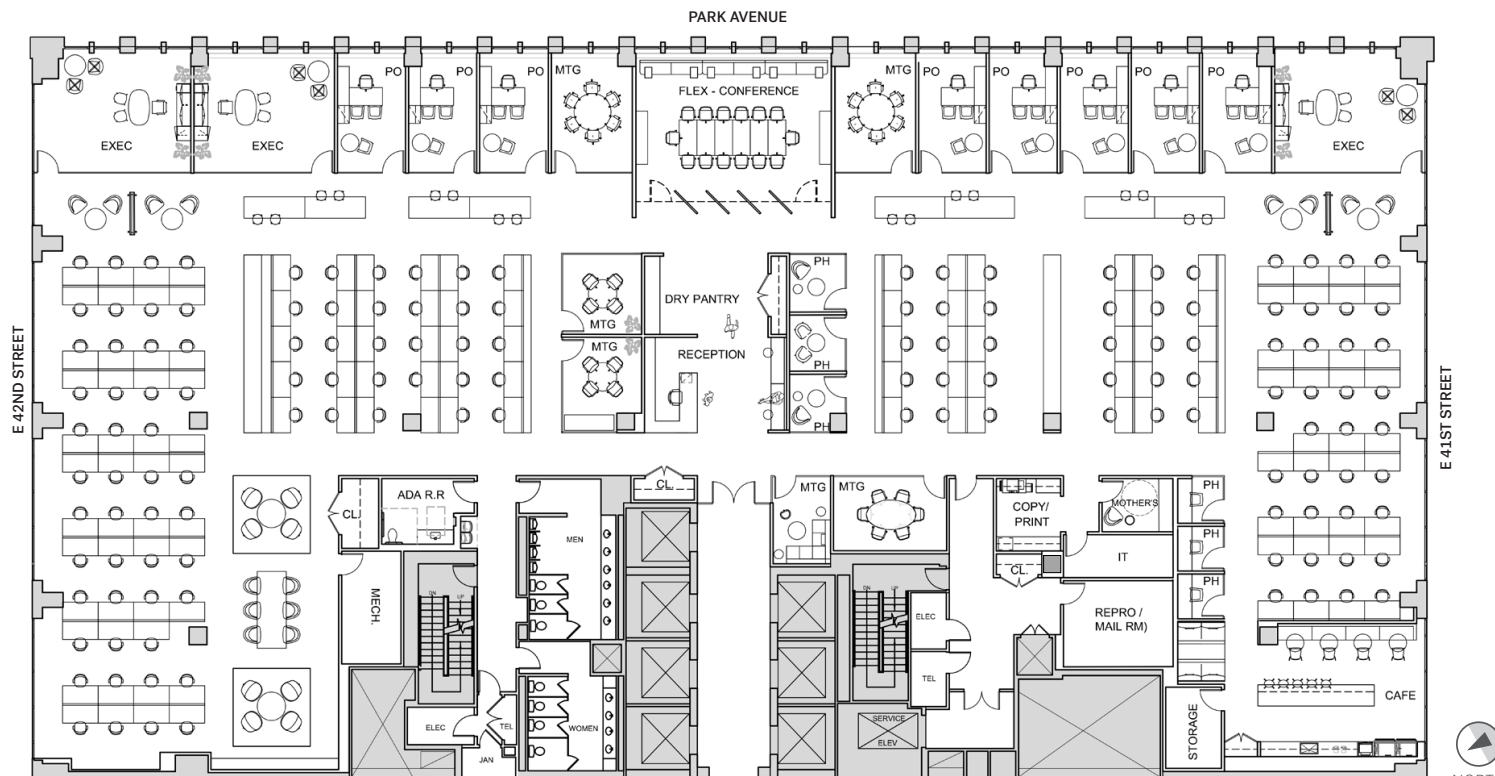 PARK AVENUE
PO
PO
PO
MTG
FLEX - CONFERENCE
MTG
PO
PO
PO
PO
PO
EXEC
EXEC
EXEC
E 42ND STREET
E 41ST STREET
MTG
DRY PANTRY
PH
MTG
RECEPTION
PH
PH
CL.
ADA R.R
CL.
MEN
MTG
MTG
COPY/
PRINT
MOTHER'S
PH
PH
PH
IT
CL.
MECH.
DN
UP
DN
UP
ELEC
REPRO /
MAIL RM)
TEL
CAFE
STORAGE
ELEC
TEL
WOMEN
JAN
SERVICE
ELEV